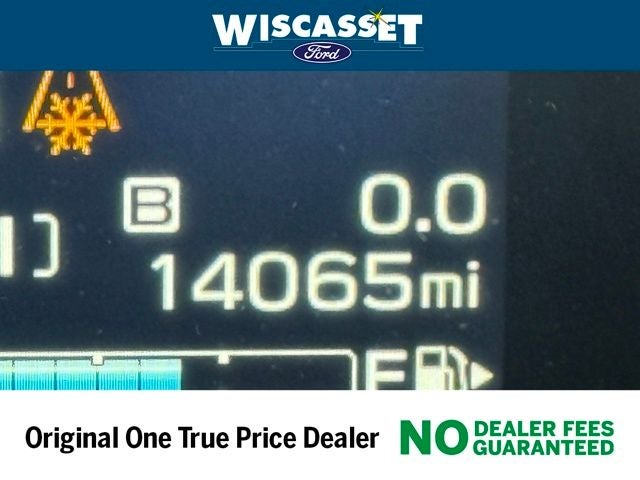 WISCASSET
Ford
B 0.0
14065mi
F
Original One True Price Dealer
NO DEALER FEES
GUARANTEED